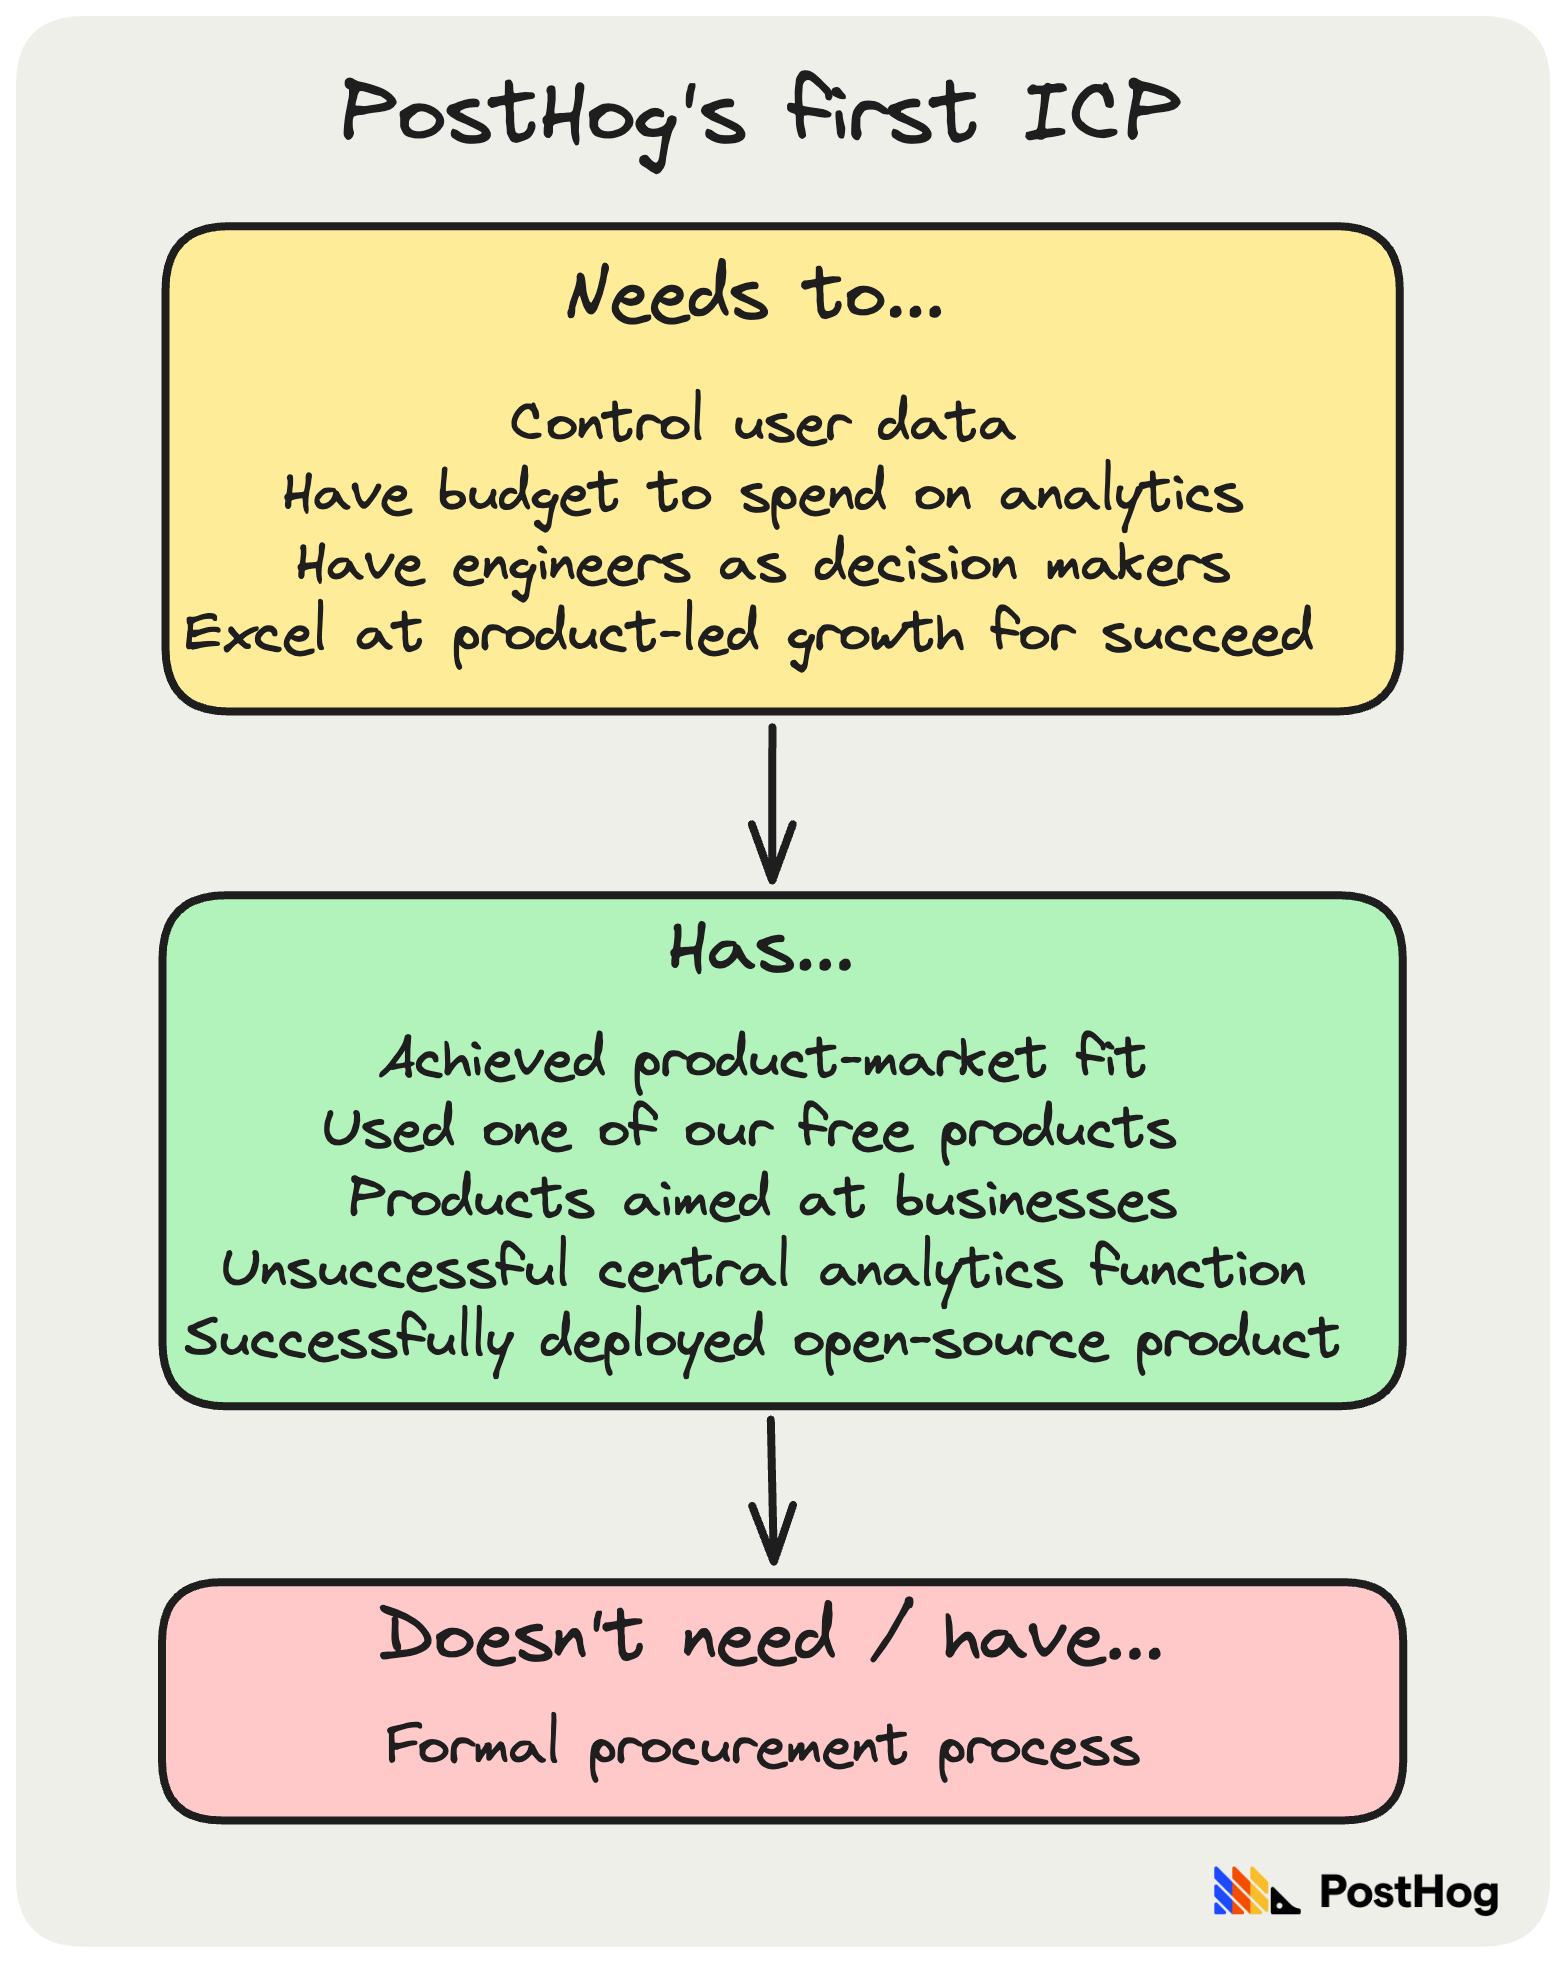 PostHog's first ICP
Needs to...
Control user data
Have budget to spend on analytics
Have engineers as decision makers
Excel at product-led growth for succeed
Has...
Achieved product-market fit
Used one of our free products
Products aimed at businesses
Unsuccessful central analytics function
Successfully deployed open-source product
Doesn't need / have...
Formal procurement process
PostHog